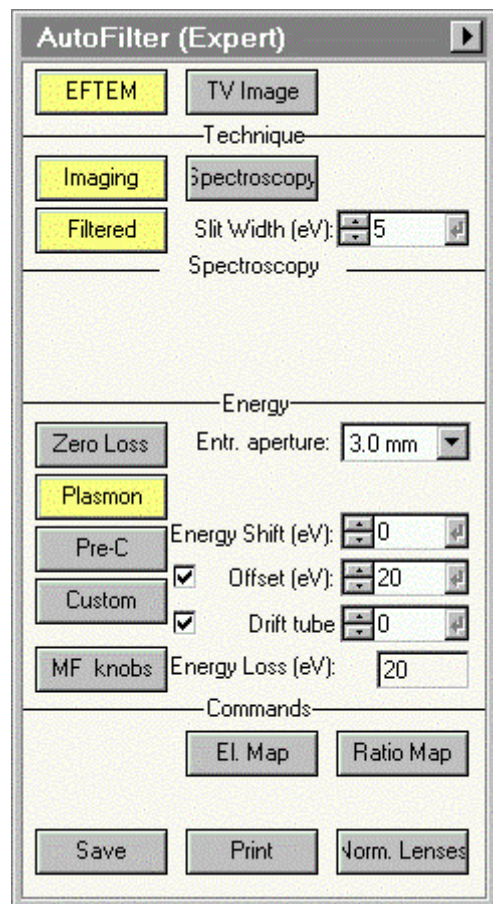 AutoFilter (Expert)
EFTEM TV Image
Technique
Imaging Spectroscopy
Filtered Slit Width (eV): 5
Spectroscopy
Energy
Zero Loss Entr. aperture: 3.0 mm
Plasmon
Pre-C Energy Shift (eV): 0
Offset (eV): 20
Custom
Drift tube 0
MF knobs Energy Loss (eV): 20
Commands
El. Map Ratio Map
Save Print Norm. Lenses